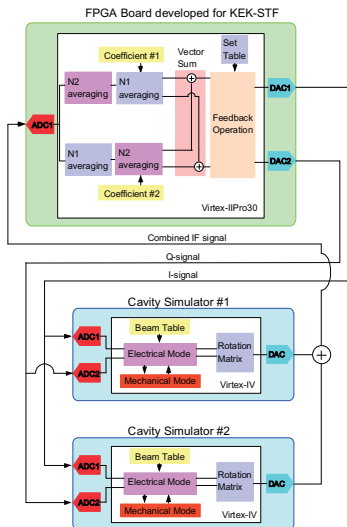 FPGA Board developed for KEK-STF
Coefficient #1
Vector
Sum
Set
Table
N2
averaging
N1
averaging
DAC1
ADC1
Feedback
Operation
N1
averaging
N2
averaging
DAC2
Coefficient #2
Virtex-IIPro30
Combined IF signal
Q-signal
I-signal
Cavity Simulator #1
Beam Table
ADC1
Electrical Mode
Rotation
Matrix
DAC
ADC2
Mechanical Mode
Virtex-IV
Cavity Simulator #2
Beam Table
ADC1
Electrical Mode
Rotation
Matrix
DAC
ADC2
Mechanical Mode
Virtex-IV